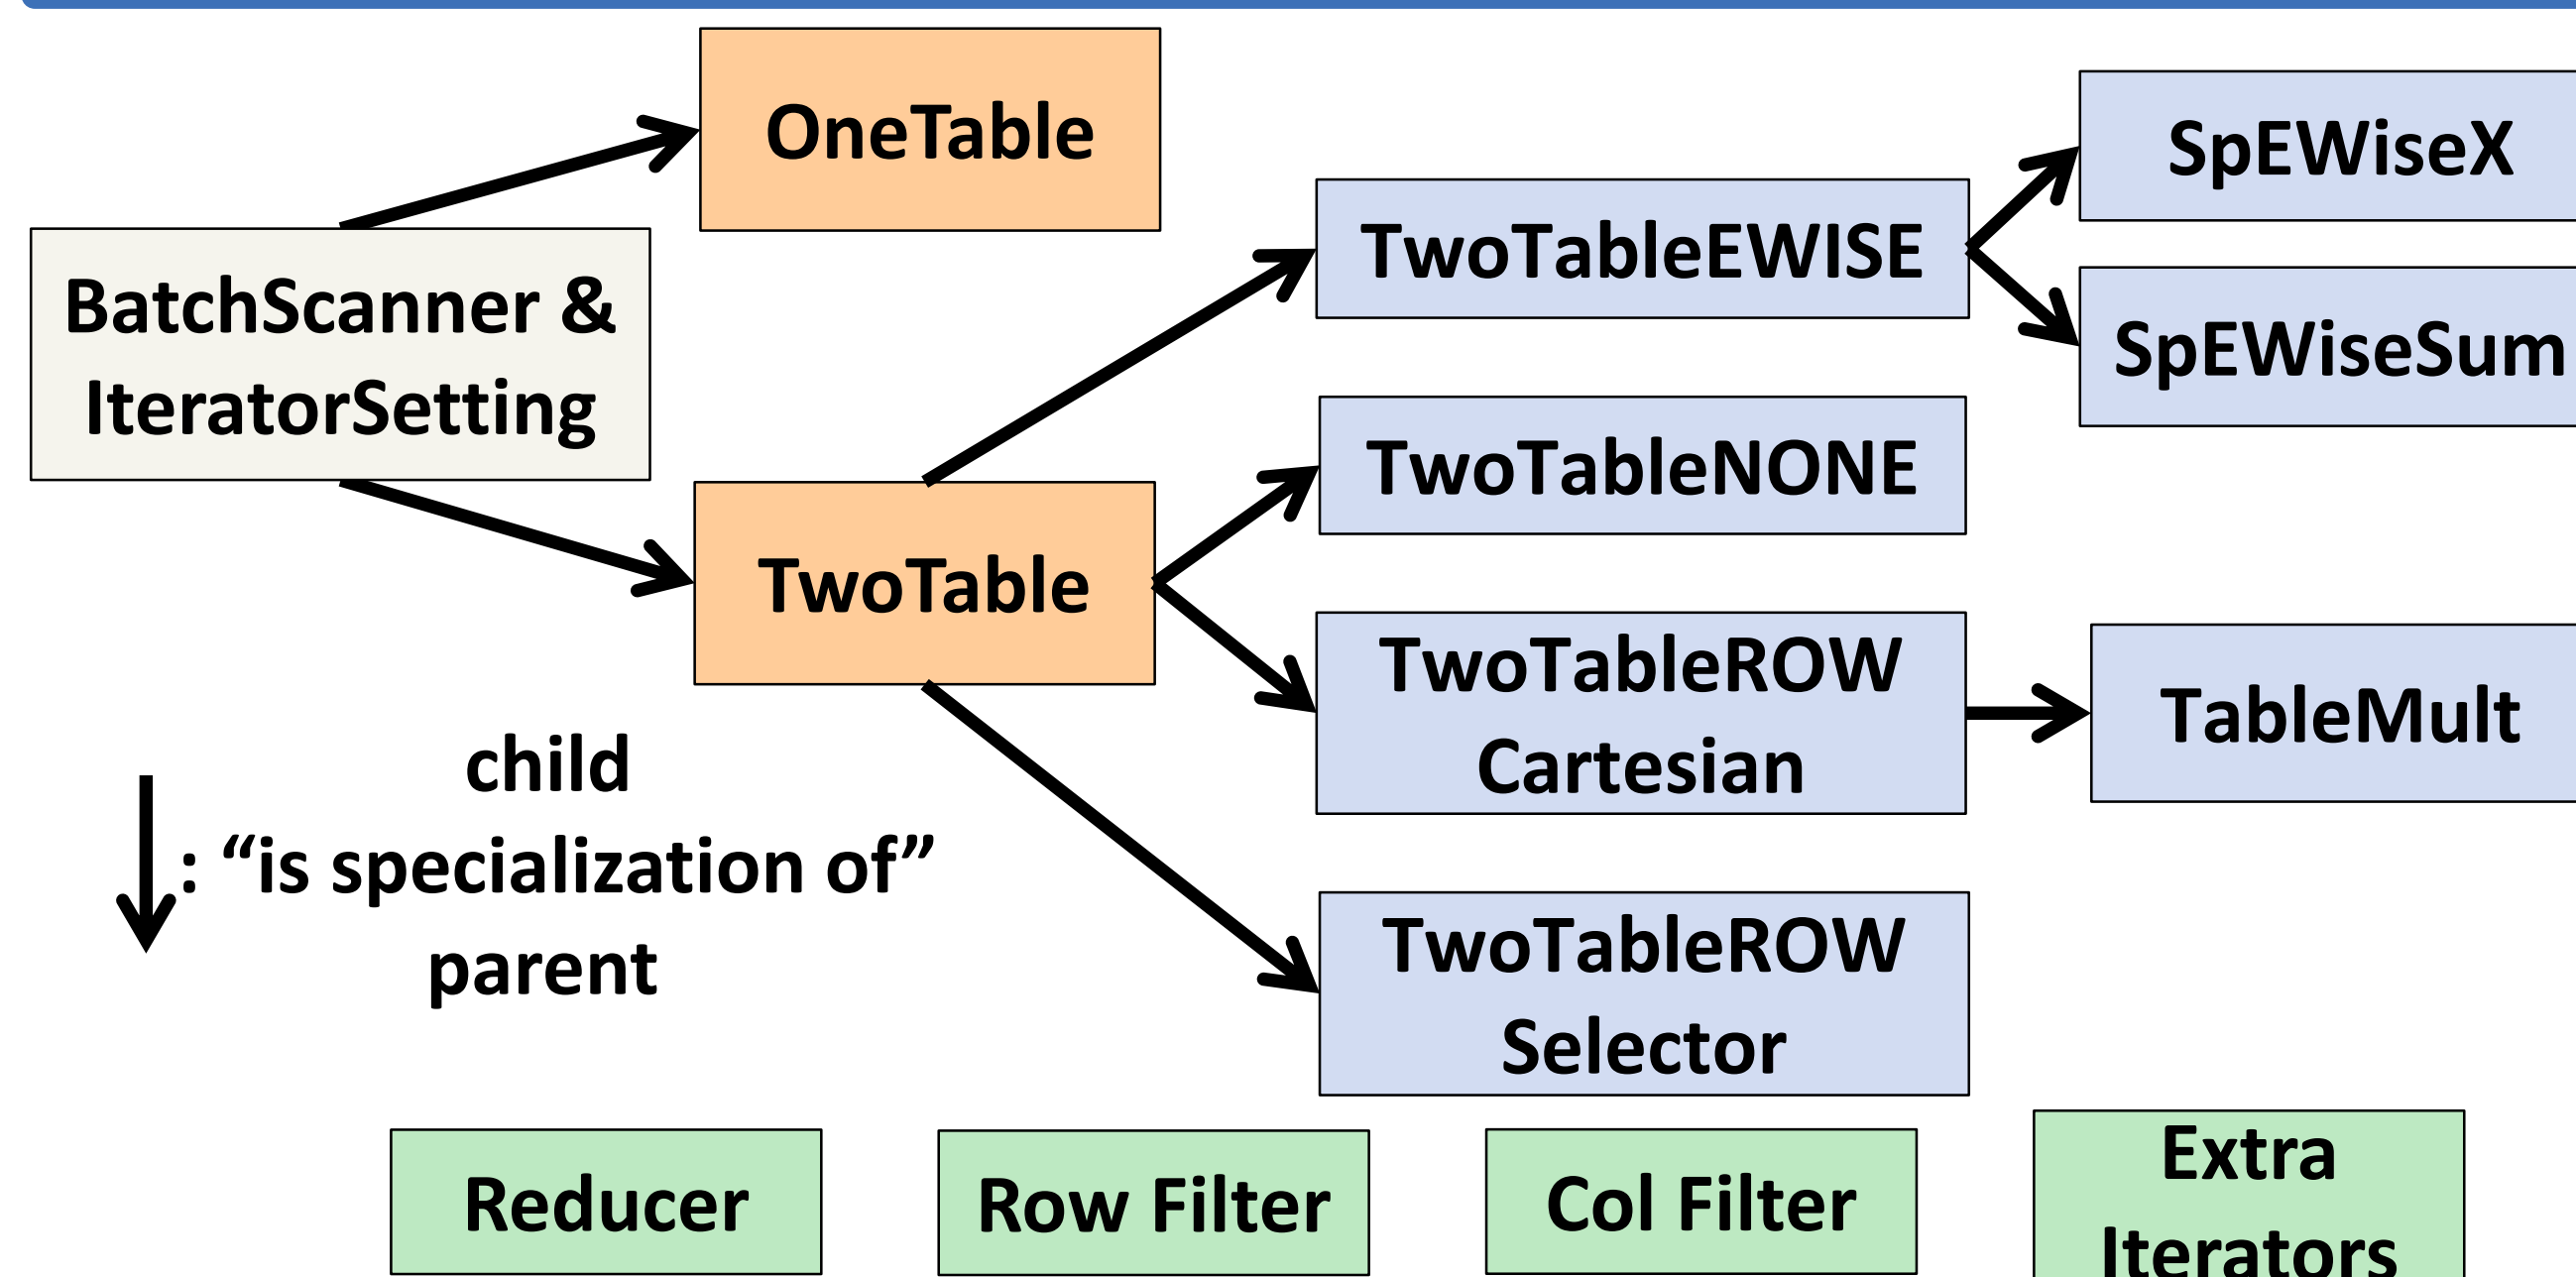 OneTable
SpEWiseX
TwoTableEWISE
BatchScanner &
IteratorSetting
SpEWiseSum
TwoTableNONE
TwoTable
TwoTableROW
Cartesian
TableMult
child
: “is specialization of”
parent
TwoTableROW
Selector
Reducer
Row Filter
Col Filter
Extra
Iterators